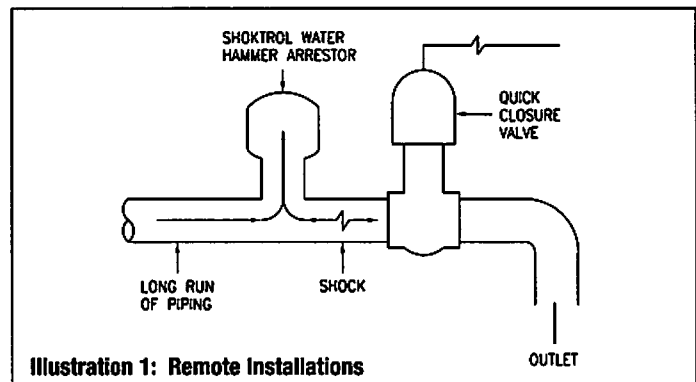 SHOKTROL WATER
HAMMER ARRESTOR
QUICK
CLOSURE
VALVE
LONG RUN
OF PIPING
SHOCK
OUTLET
Illustration 1: Remote Installations